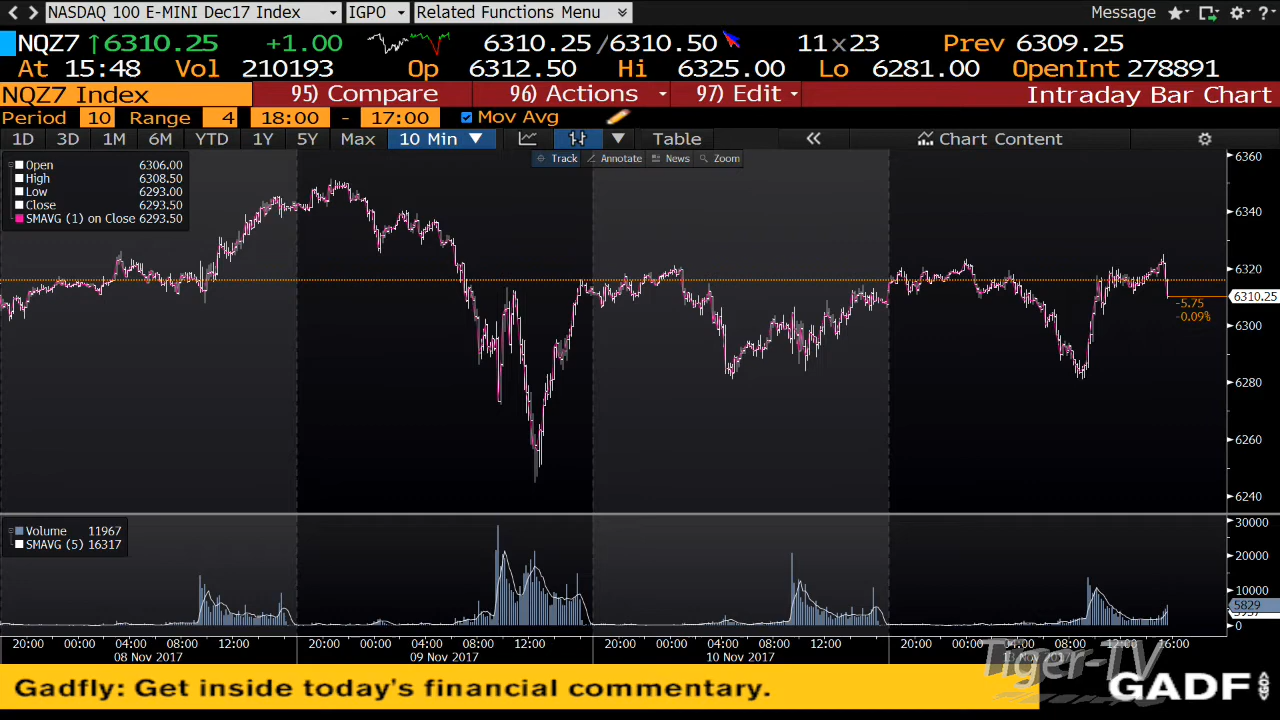 NASDAQ 100 E-MINI Dec17 Index IGPO Related Functions Menu Message ?
NQZ7 ↑6310.25 +1.00 6310.25/6310.50 11x23 Prev 6309.25
At 15:48 Vol 210193 Op 6312.50 Hi 6325.00 Lo 6281.00 OpenInt 278891
NQZ7 Index 95) Compare 96) Actions 97) Edit Intraday Bar Chart
Period 10 Range 4 18:00 - 17:00 Mov Avg
1D 3D 1M 6M YTD 1Y 5Y Max 10 Min ▼ Table « Chart Content
Track Annotate News Zoom
Open 6306.00
High 6308.50
Low 6293.00
Close 6293.50
SMAVG (1) on Close 6293.50
6360
6340
6320
6310.25
-5.75
-0.09%
6300
6280
6260
6240
Volume 11967
SMAVG (5) 16317
30000
20000
10000
5829
0
20:00 00:00 04:00 08:00 12:00 20:00 00:00 04:00 08:00 12:00 20:00 00:00 04:00 08:00 12:00 20:00 00:00 04:00 08:00 12:00 16:00
08 Nov 2017 09 Nov 2017 10 Nov 2017 13 Nov 2017
Tiger-TV
Gadfly: Get inside today's financial commentary.
GADF
GO